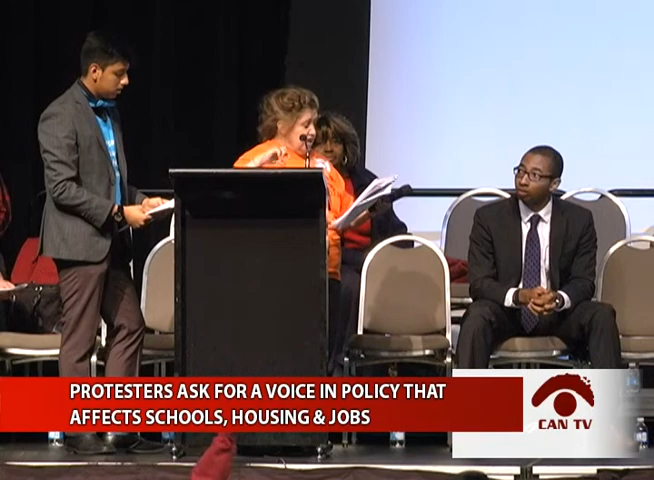 PROTESTERS ASK FOR A VOICE IN POLICY THAT
AFFECTS SCHOOLS, HOUSING & JOBS
CAN TV